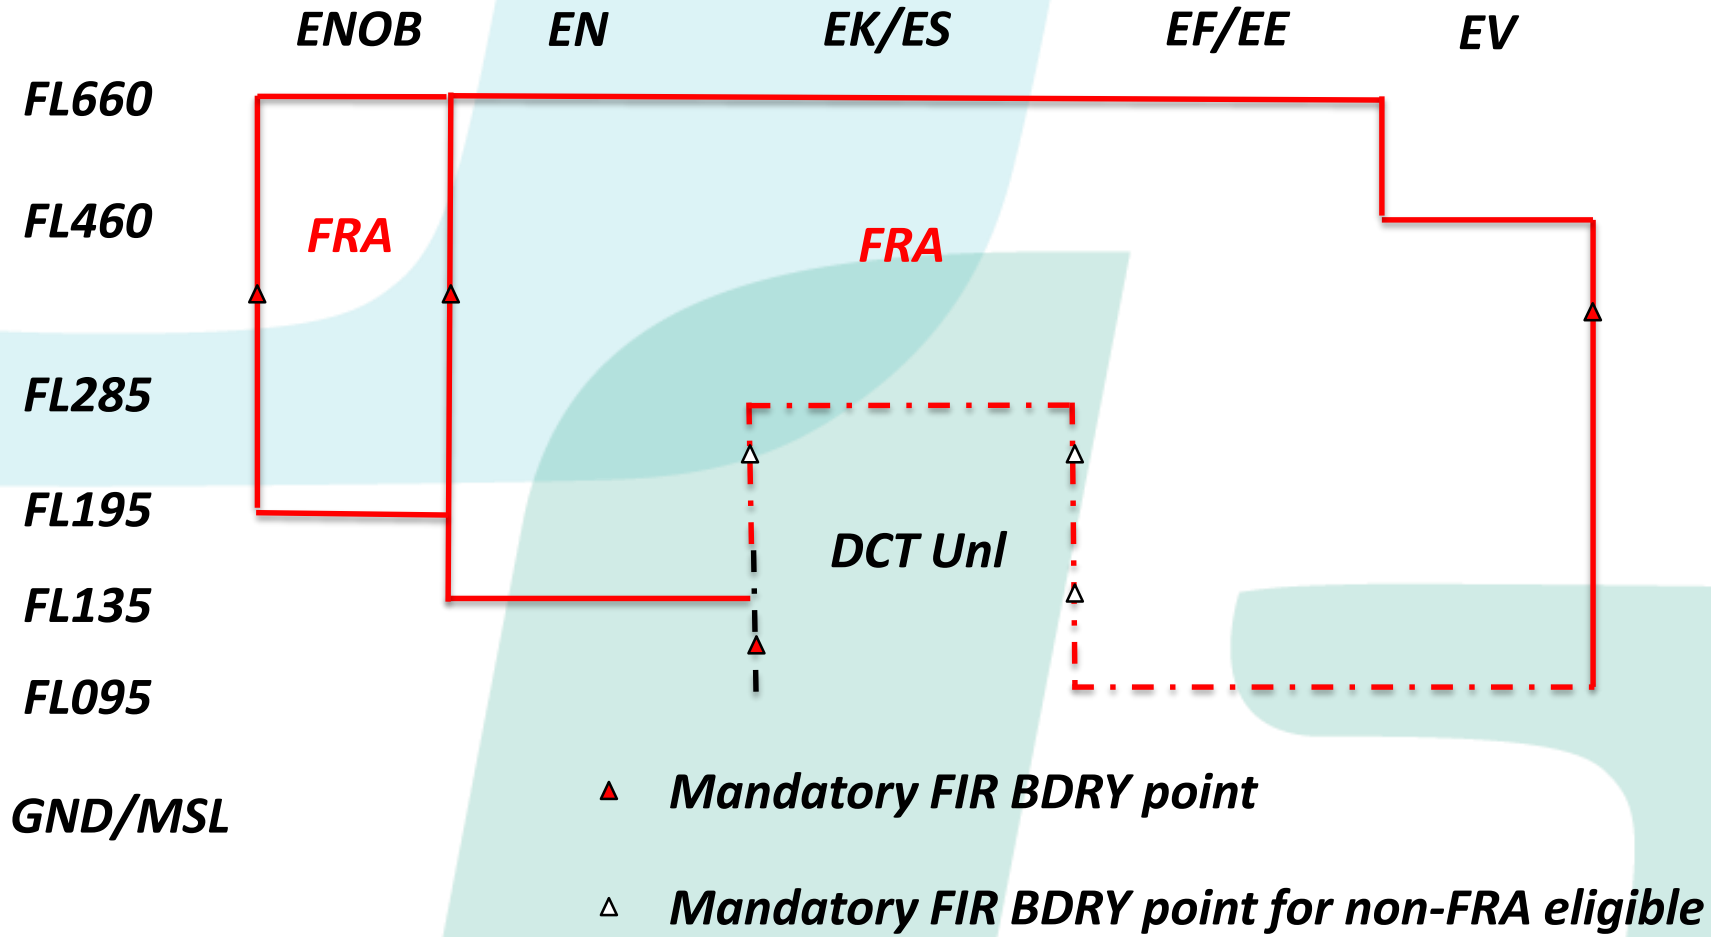 ENOB EN EK/ES EF/EE EV
FL660
FL460
FRA FRA
FL285
FL195
DCT Unl
FL135
FL095
Mandatory FIR BDRY point
GND/MSL
Mandatory FIR BDRY point for non-FRA eligible